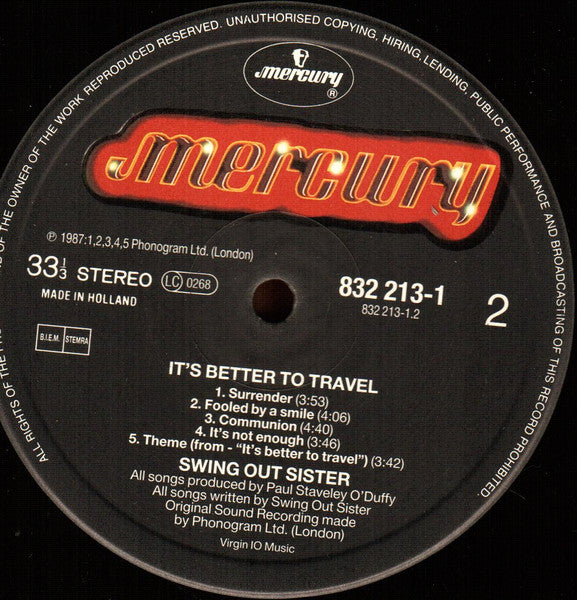 AND OF THE OWNER OF THE WORK REPRODUCED RESERVED. UNAUTHORISED COPYING, HIRING, LENDING, PUBLIC PERFORMANCE AND BROADCASTING OF THIS RECORD PROHIBITED.
ALL RIGHTS OF THE
mercury
®
mercury
℗ 1987:1,2,3,4,5 Phonogram Ltd. (London)
33 1/3 STEREO LC 0268
MADE IN HOLLAND
832 213-1
832 213-1.2
2
B.I.E.M. STEMRA
IT'S BETTER TO TRAVEL
1. Surrender (3:53)
2. Fooled by a smile (4:06)
3. Communion (4:40)
4. It's not enough (3:46)
5. Theme (from - "It's better to travel") (3:42)
SWING OUT SISTER
All songs produced by Paul Staveley O'Duffy
All songs written by Swing Out Sister
Original Sound Recording made
by Phonogram Ltd. (London)
Virgin IO Music